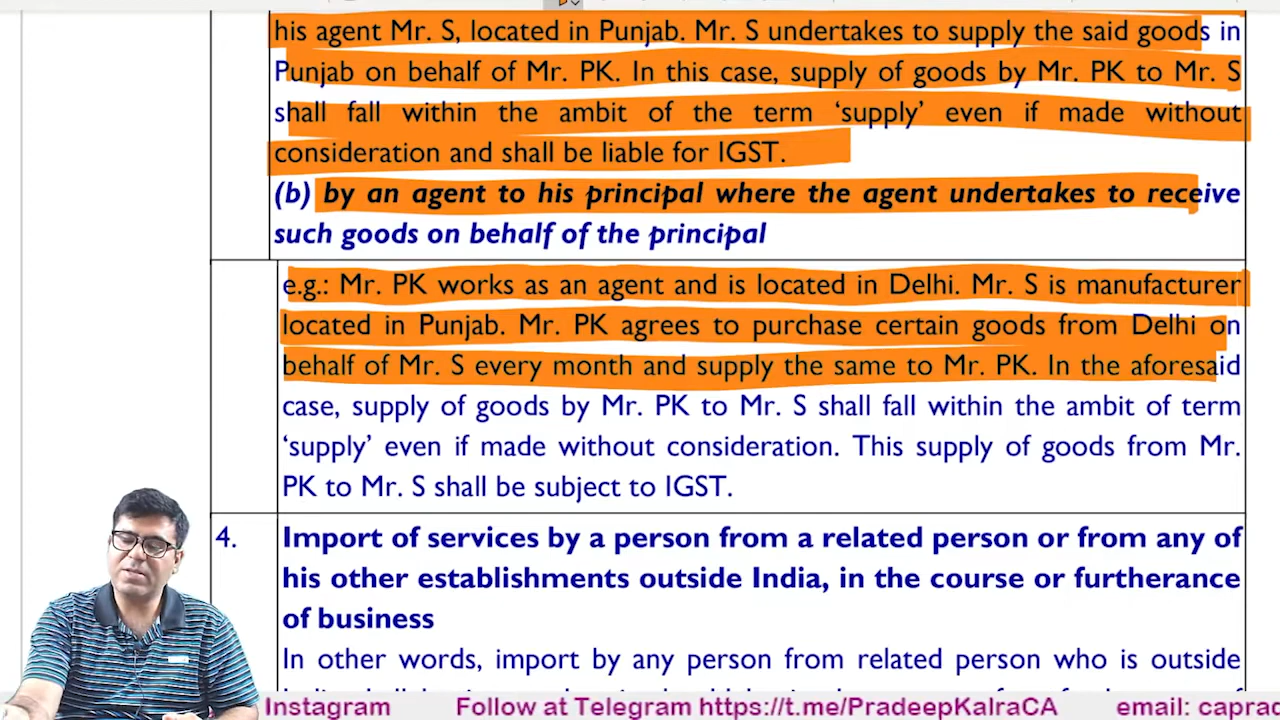 his agent Mr. S, located in Punjab. Mr. S undertakes to supply the said goods in
Punjab on behalf of Mr. PK. In this case, supply of goods by Mr. PK to Mr. S
shall fall within the ambit of the term ‘supply’ even if made without
consideration and shall be liable for IGST.
(b) by an agent to his principal where the agent undertakes to receive
such goods on behalf of the principal
e.g.: Mr. PK works as an agent and is located in Delhi. Mr. S is manufacturer
located in Punjab. Mr. PK agrees to purchase certain goods from Delhi on
behalf of Mr. S every month and supply the same to Mr. PK. In the aforesaid
case, supply of goods by Mr. PK to Mr. S shall fall within the ambit of term
‘supply’ even if made without consideration. This supply of goods from Mr.
PK to Mr. S shall be subject to IGST.
4. Import of services by a person from a related person or from any of
his other establishments outside India, in the course or furtherance
of business
In other words, import by any person from related person who is outside
Instagram Follow at Telegram https://t.me/PradeepKalraCA email: caprad